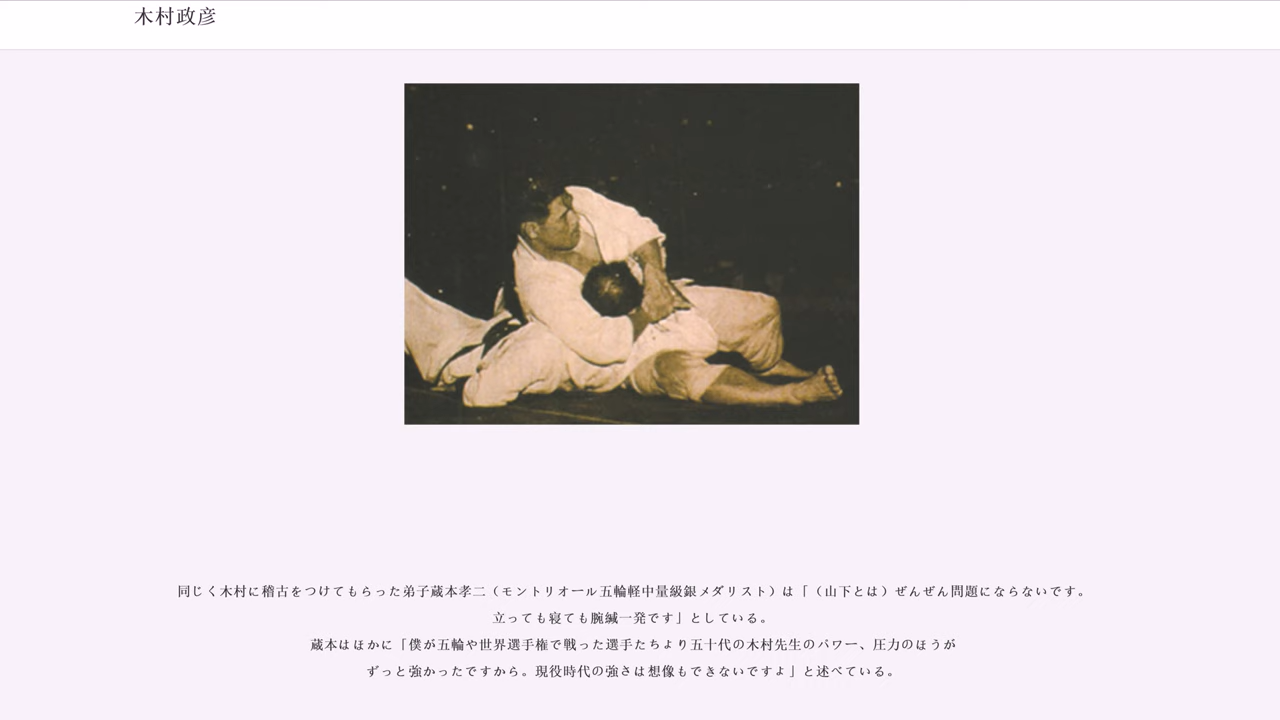 木村政彦
同じく木村に稽古をつけてもらった弟子蔵本孝二（モントリオール五輪軽中量級銀メダリスト）は「（山下とは）ぜんぜん問題にならないです。
立っても寝ても腕緘一発です」としている。
蔵本はほかに「僕が五輪や世界選手権で戦った選手たちより五十代の木村先生のパワー、圧力のほうが
ずっと強かったですから。現役時代の強さは想像もできないですよ」と述べている。